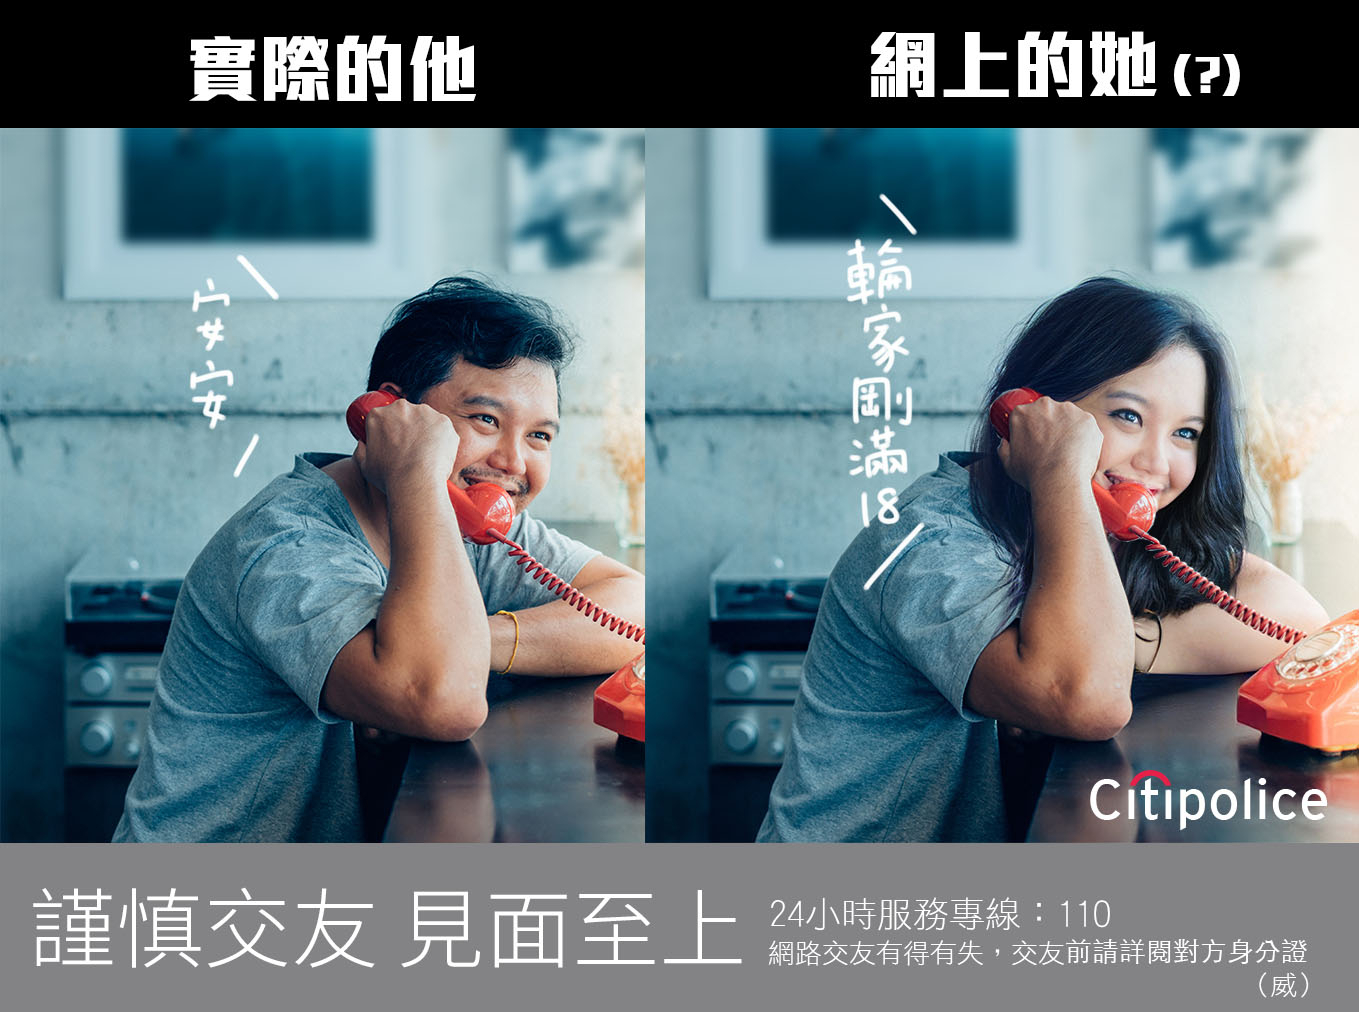 實際的他
網上的她(?)
安安
輪家剛滿18
Citipolice
謹慎交友 見面至上
24小時服務專線：110
網路交友有得有失，交友前請詳閱對方身分證
（威）